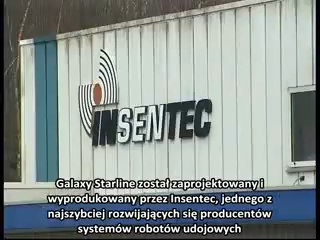 INSENTEC
Galaxy Starline został zaprojektowany i
wyprodukowany przez Insentec, jednego z
najszybciej rozwijających się producentów
systemów robotów udojowych